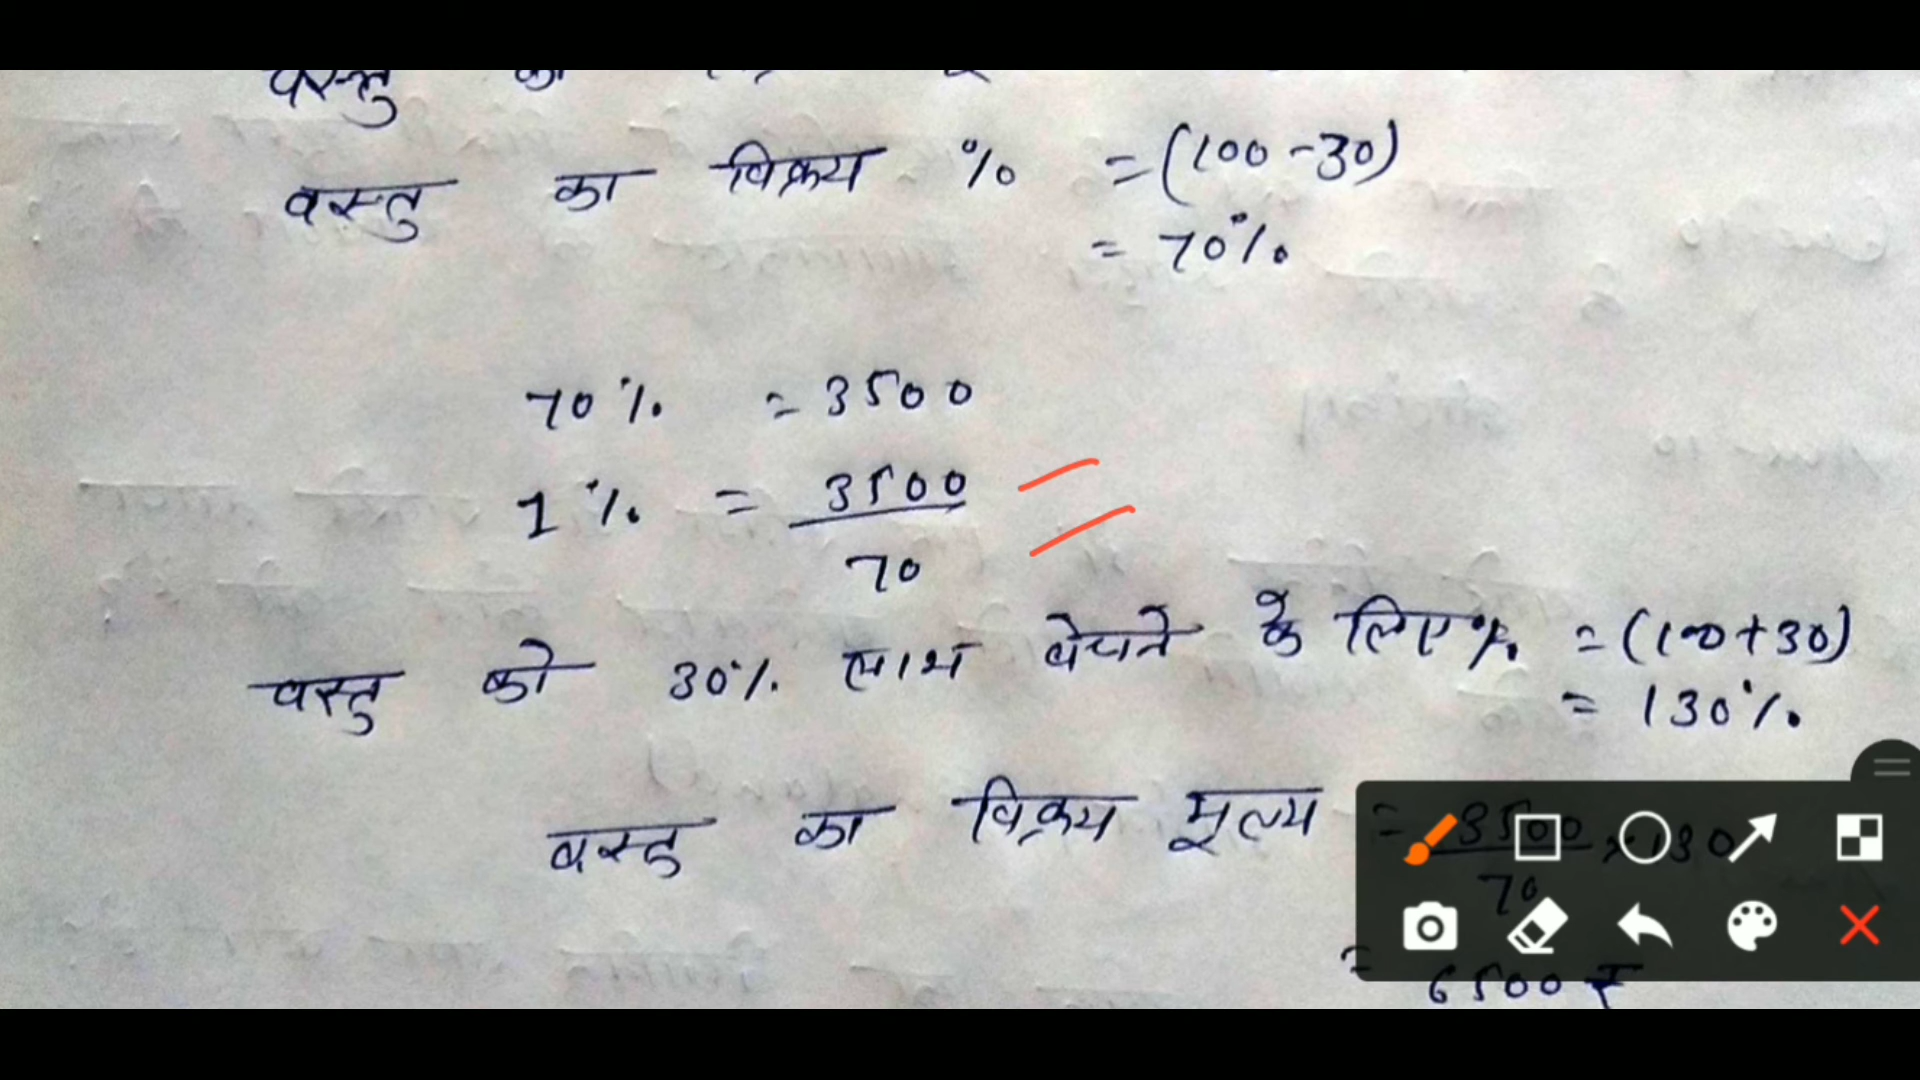 वस्तु का
वस्तु का विक्रय % = (100-30)
= 70%
70% = 3500
1% = 3500
70
वस्तु को 30% लाभ बेचने के लिए % = (100+30)
= 130%
वस्तु का विक्रय मूल्य = 3500 × 130
70
= 6500 ₹